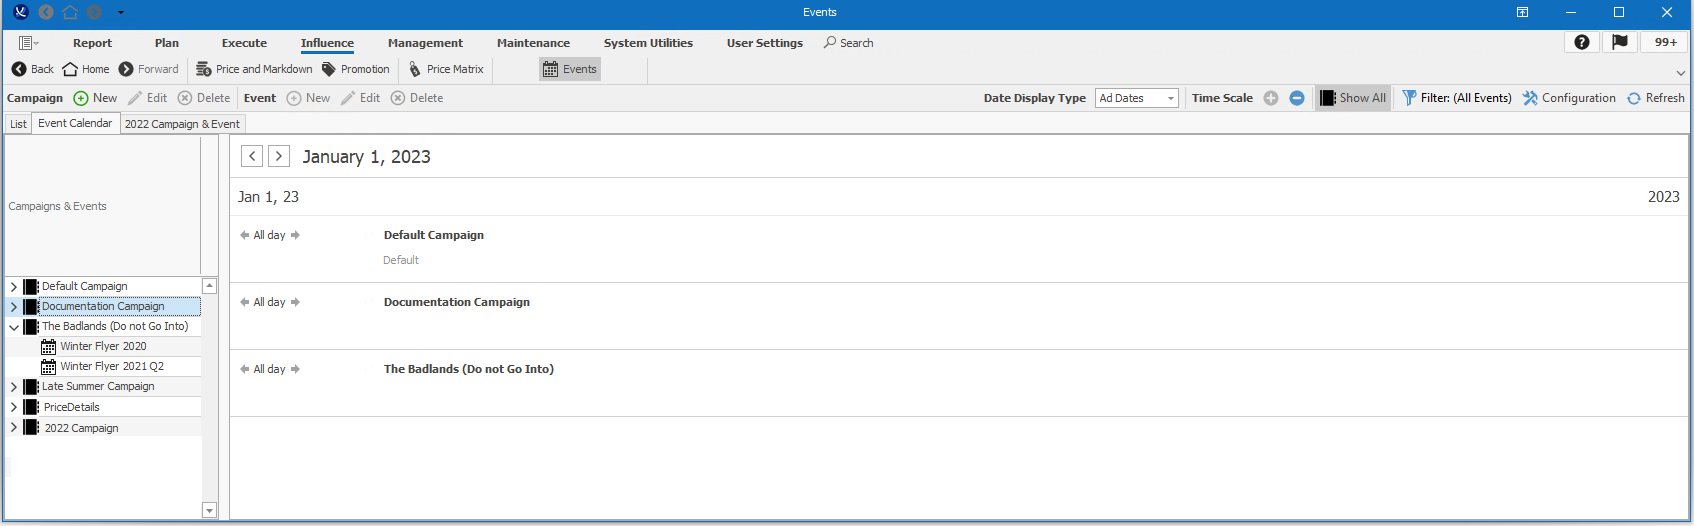 Events
Report Plan Execute Influence Management Maintenance System Utilities User Settings Search 99+
Back Home Forward Price and Markdown Promotion Price Matrix Events
Campaign New Edit Delete Event New Edit Delete Date Display Type Ad Dates Time Scale Show All Filter: (All Events) Configuration Refresh
List Event Calendar 2022 Campaign & Event
January 1, 2023
Jan 1, 23 2023
Campaigns & Events
All day Default Campaign
Default
Default Campaign
Documentation Campaign
The Badlands (Do not Go Into)
Winter Flyer 2020
Winter Flyer 2021 Q2
Late Summer Campaign
PriceDetails
2022 Campaign
All day Documentation Campaign
All day The Badlands (Do not Go Into)